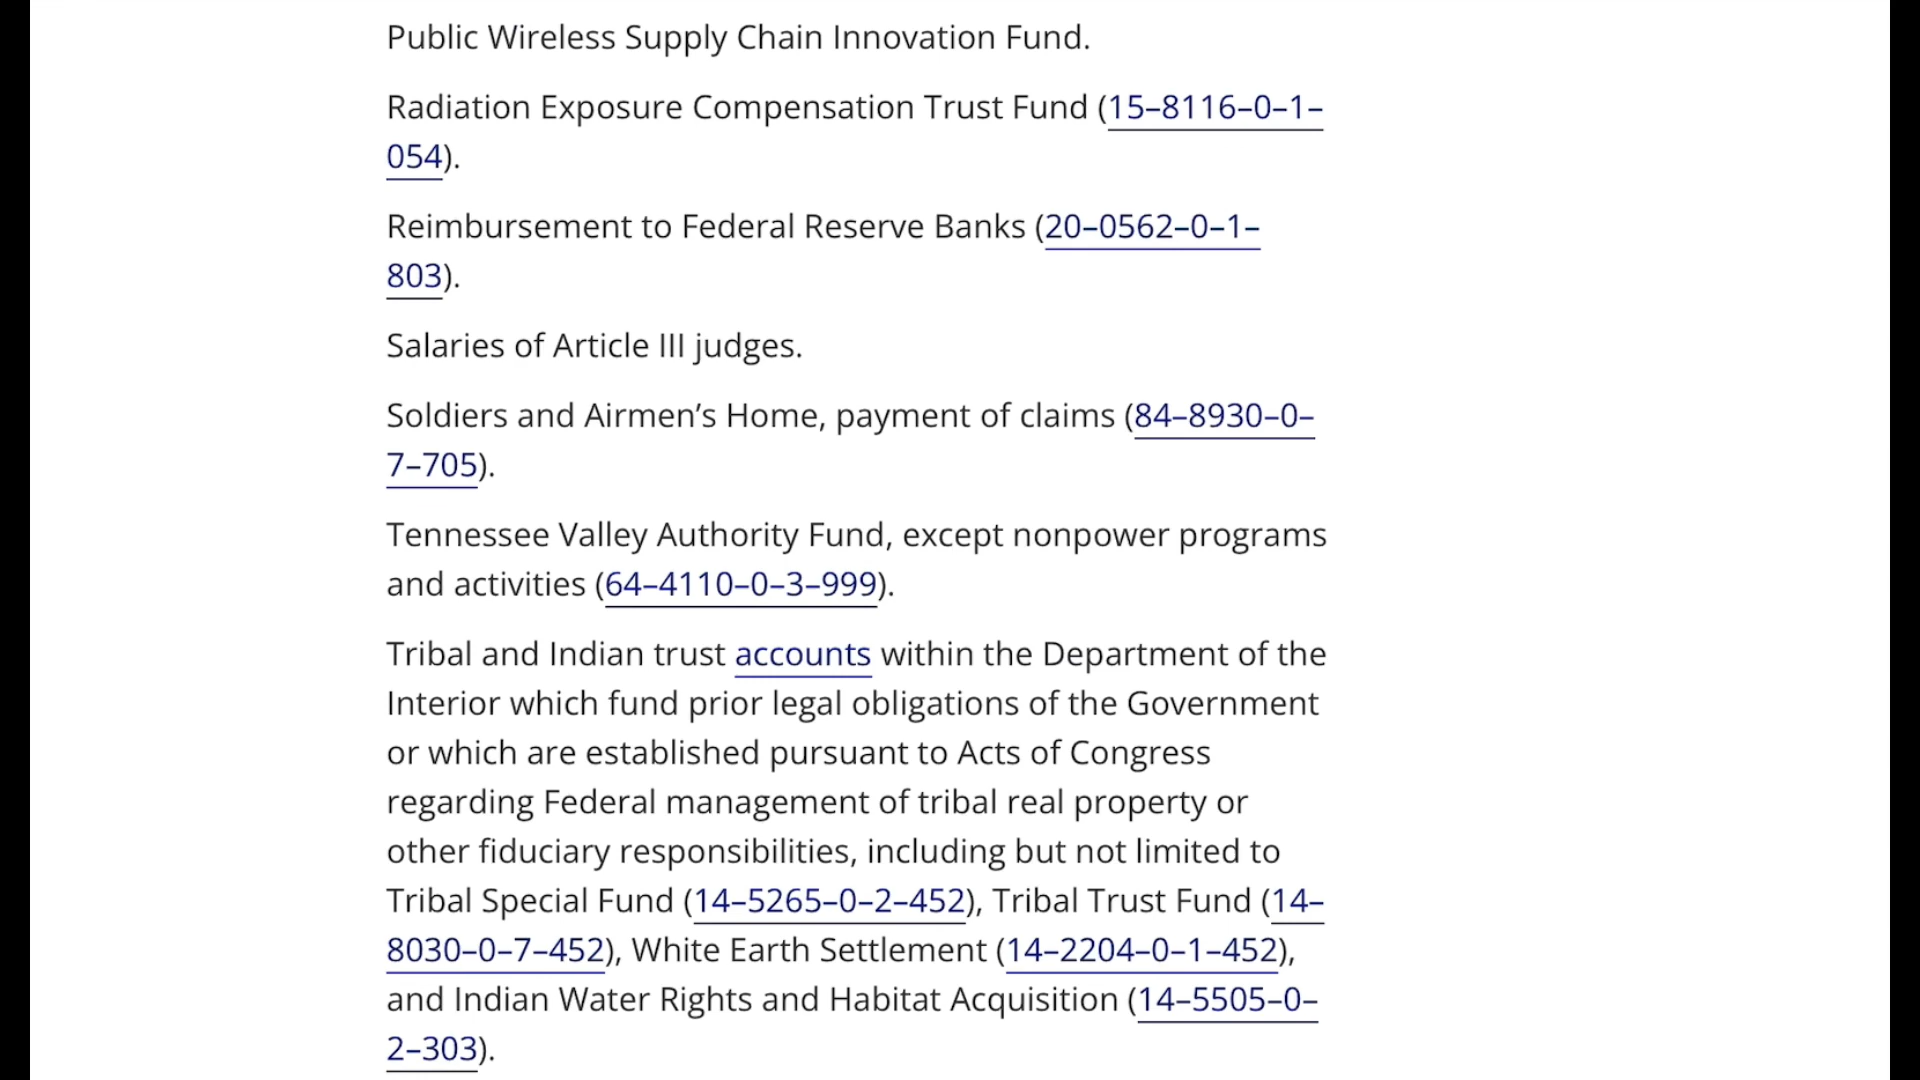 Public Wireless Supply Chain Innovation Fund.
Radiation Exposure Compensation Trust Fund (15–8116–0–1–
054).
Reimbursement to Federal Reserve Banks (20–0562–0–1–
803).
Salaries of Article III judges.
Soldiers and Airmen’s Home, payment of claims (84–8930–0–
7–705).
Tennessee Valley Authority Fund, except nonpower programs
and activities (64–4110–0–3–999).
Tribal and Indian trust accounts within the Department of the
Interior which fund prior legal obligations of the Government
or which are established pursuant to Acts of Congress
regarding Federal management of tribal real property or
other fiduciary responsibilities, including but not limited to
Tribal Special Fund (14–5265–0–2–452), Tribal Trust Fund (14–
8030–0–7–452), White Earth Settlement (14–2204–0–1–452),
and Indian Water Rights and Habitat Acquisition (14–5505–0–
2–303).